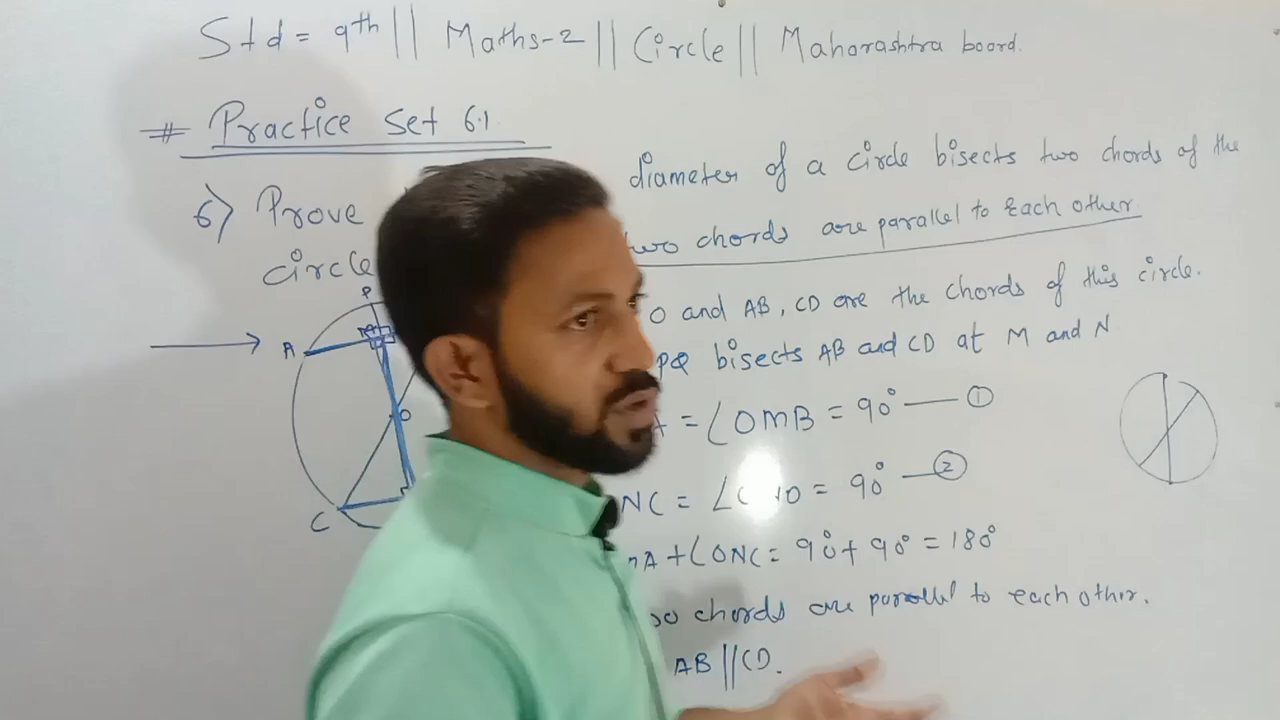 Std = 9th || Maths-2 || Circle || Maharashtra board.
# Practice Set 6.1
6) Prove diameter of a circle bisects two chords of the
circle two chords are parallel to Each other.
O and AB, CD are the chords of this circle.
PQ bisects AB and CD at M and N
= ∠OMB = 90° — ①
NC = = 90° — ②
+ ∠ONC = 90° + 90° = 180°
chords are parallel to each other.
AB || CD.
P
A
O
C